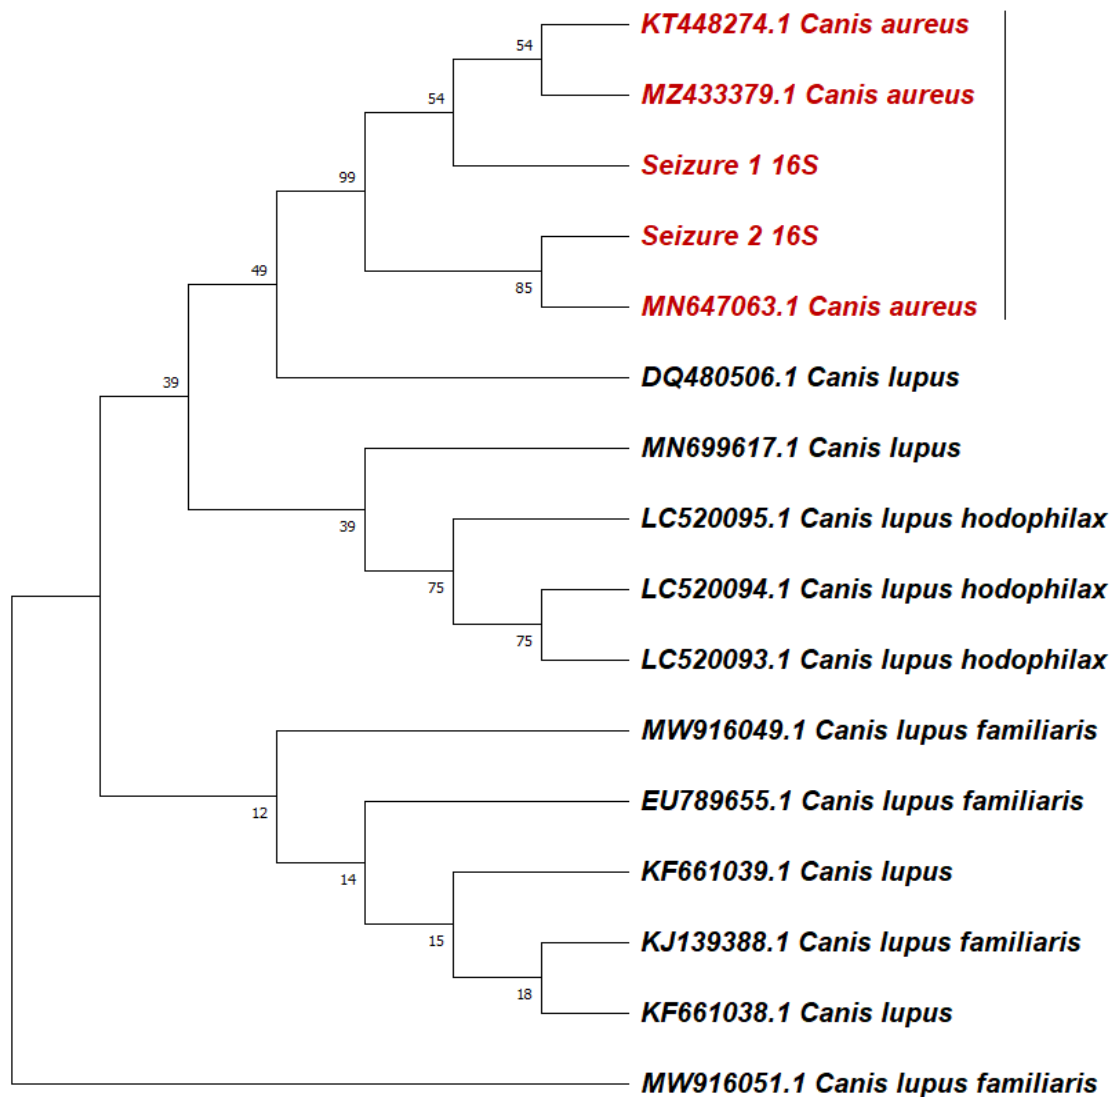 KT448274.1 Canis aureus
54
MZ433379.1 Canis aureus
54
Seizure 1 16S
99
Seizure 2 16S
49
85
MN647063.1 Canis aureus
DQ480506.1 Canis lupus
39
MN699617.1 Canis lupus
39
LC520095.1 Canis lupus hodophilax
75
LC520094.1 Canis lupus hodophilax
75
LC520093.1 Canis lupus hodophilax
MW916049.1 Canis lupus familiaris
12
EU789655.1 Canis lupus familiaris
14
KF661039.1 Canis lupus
15
KJ139388.1 Canis lupus familiaris
18
KF661038.1 Canis lupus
MW916051.1 Canis lupus familiaris